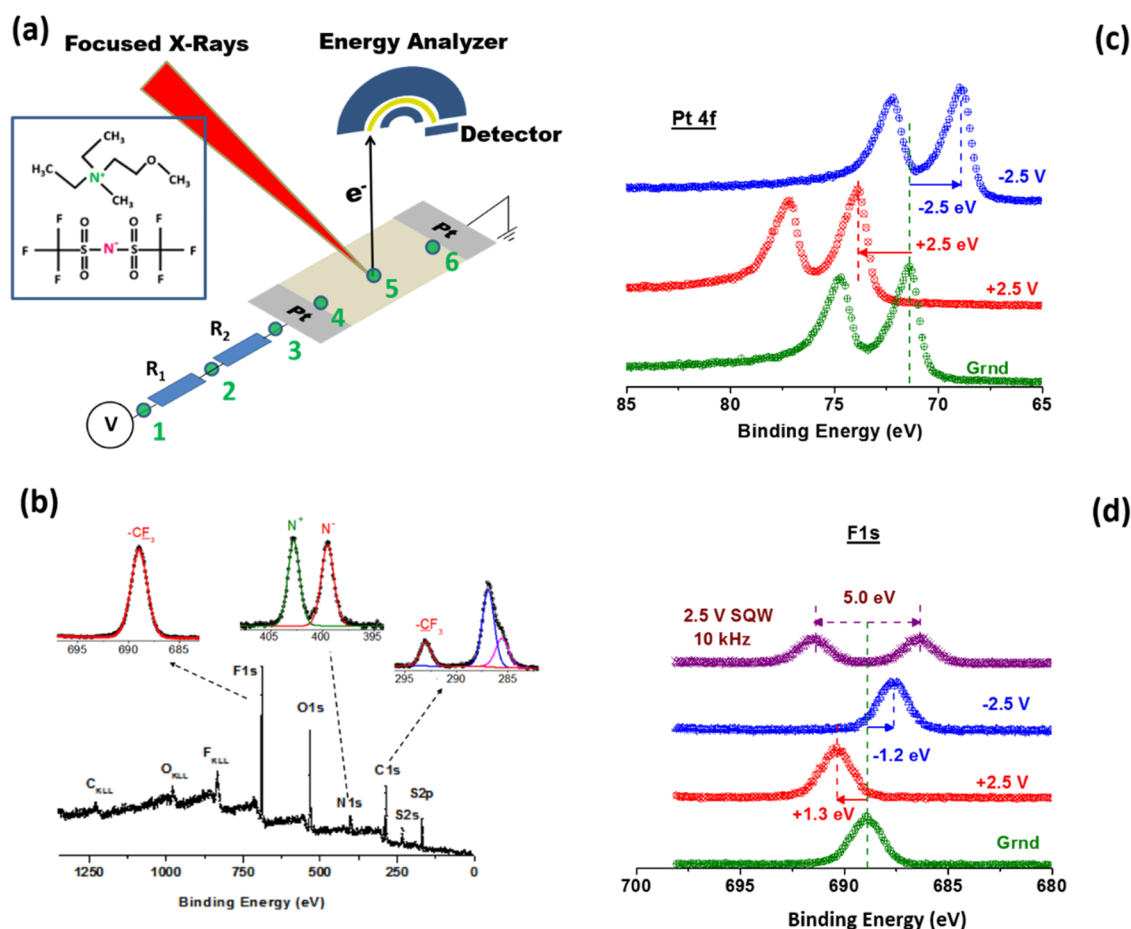 (a)
Focused X-Rays
Energy Analyzer
Detector
e-
CH3
H3C
O
N+
CH3
H3C
CH3
F O O F
F S N- S F
F O O F
Pt
6
5
Pt
4
R2
3
R1
2
V
1
(b)
-CF3
695 690 685
N+ N-
405 400 395
-CF3
295 290 285
F1s
O1s
FKLL
OKLL
CKLL
N1s
C1s
S2p
S2s
1250 1000 750 500 250 0
Binding Energy (eV)
(c)
Pt 4f
-2.5 V
-2.5 eV
+2.5 eV
+2.5 V
Grnd
85 80 75 70 65
Binding Energy (eV)
(d)
F1s
5.0 eV
2.5 V SQW
10 kHz
-2.5 V
-1.2 eV
+2.5 V
+1.3 eV
Grnd
700 695 690 685 680
Binding Energy (eV)